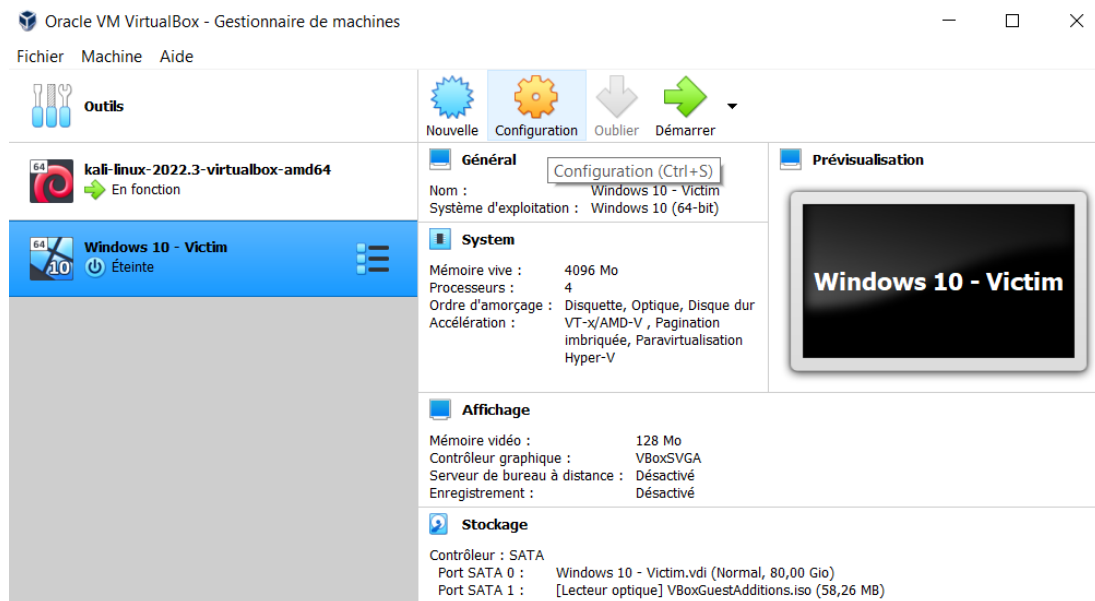 Oracle VM VirtualBox - Gestionnaire de machines
Fichier Machine Aide
Outils
Nouvelle Configuration Oublier Démarrer
64
kali-linux-2022.3-virtualbox-amd64
En fonction
64
10
Windows 10 - Victim
Éteinte
Général
Configuration (Ctrl+S)
Nom : Windows 10 - Victim
Système d'exploitation : Windows 10 (64-bit)
System
Mémoire vive : 4096 Mo
Processeurs : 4
Ordre d'amorçage : Disquette, Optique, Disque dur
Accélération : VT-x/AMD-V , Pagination
imbriquée, Paravirtualisation
Hyper-V
Prévisualisation
Windows 10 - Victim
Affichage
Mémoire vidéo : 128 Mo
Contrôleur graphique : VBoxSVGA
Serveur de bureau à distance : Désactivé
Enregistrement : Désactivé
Stockage
Contrôleur : SATA
Port SATA 0 : Windows 10 - Victim.vdi (Normal, 80,00 Gio)
Port SATA 1 : [Lecteur optique] VBoxGuestAdditions.iso (58,26 MB)